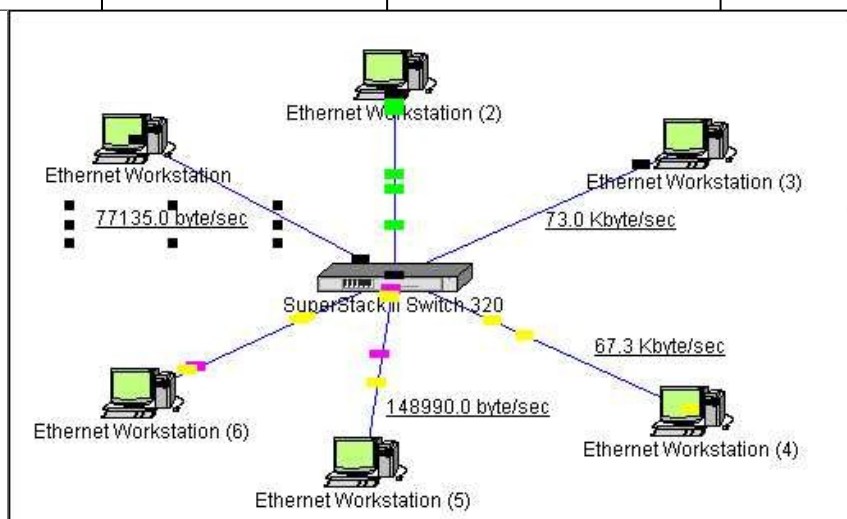 Ethernet Workstation (2)
Ethernet Workstation
Ethernet Workstation (3)
77135.0 byte/sec
73.0 Kbyte/sec
SuperStack II Switch 320
67.3 Kbyte/sec
148990.0 byte/sec
Ethernet Workstation (6)
Ethernet Workstation (4)
Ethernet Workstation (5)